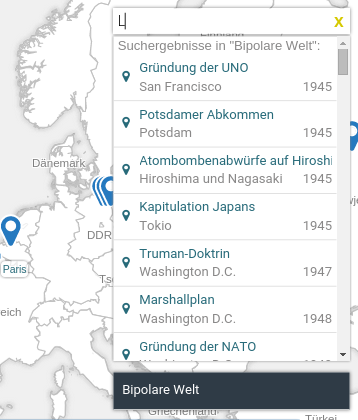 L
x
Suchergebnisse in "Bipolare Welt":
Gründung der UNO
San Francisco 1945
Potsdamer Abkommen
Potsdam 1945
Atombombenabwürfe auf Hiroshi
Hiroshima und Nagasaki 1945
Kapitulation Japans
Tokio 1945
Truman-Doktrin
Washington D.C. 1947
Marshallplan
Washington D.C. 1948
Gründung der NATO
Bipolare Welt
Dänemark
DDR
Paris
Tsc
eich
Griechenland
Türkei